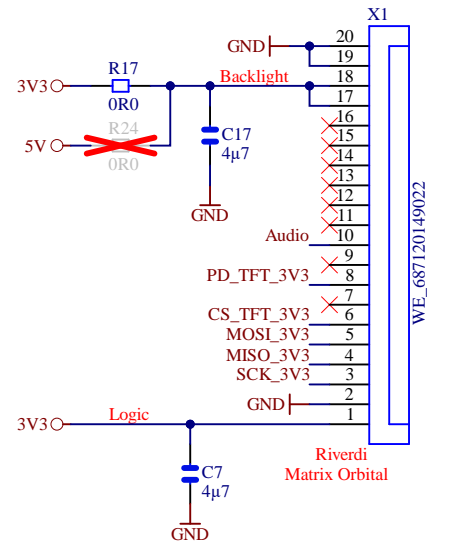 X1
GND
20
19
3V3
R17
0R0
Backlight
18
17
5V
R24
0R0
C17
4µ7
GND
16
15
14
13
12
11
Audio
10
9
PD_TFT_3V3
8
7
CS_TFT_3V3
6
MOSI_3V3
5
MISO_3V3
4
SCK_3V3
3
GND
2
3V3
Logic
1
WE_687120149022
Riverdi
Matrix Orbital
C7
4µ7
GND